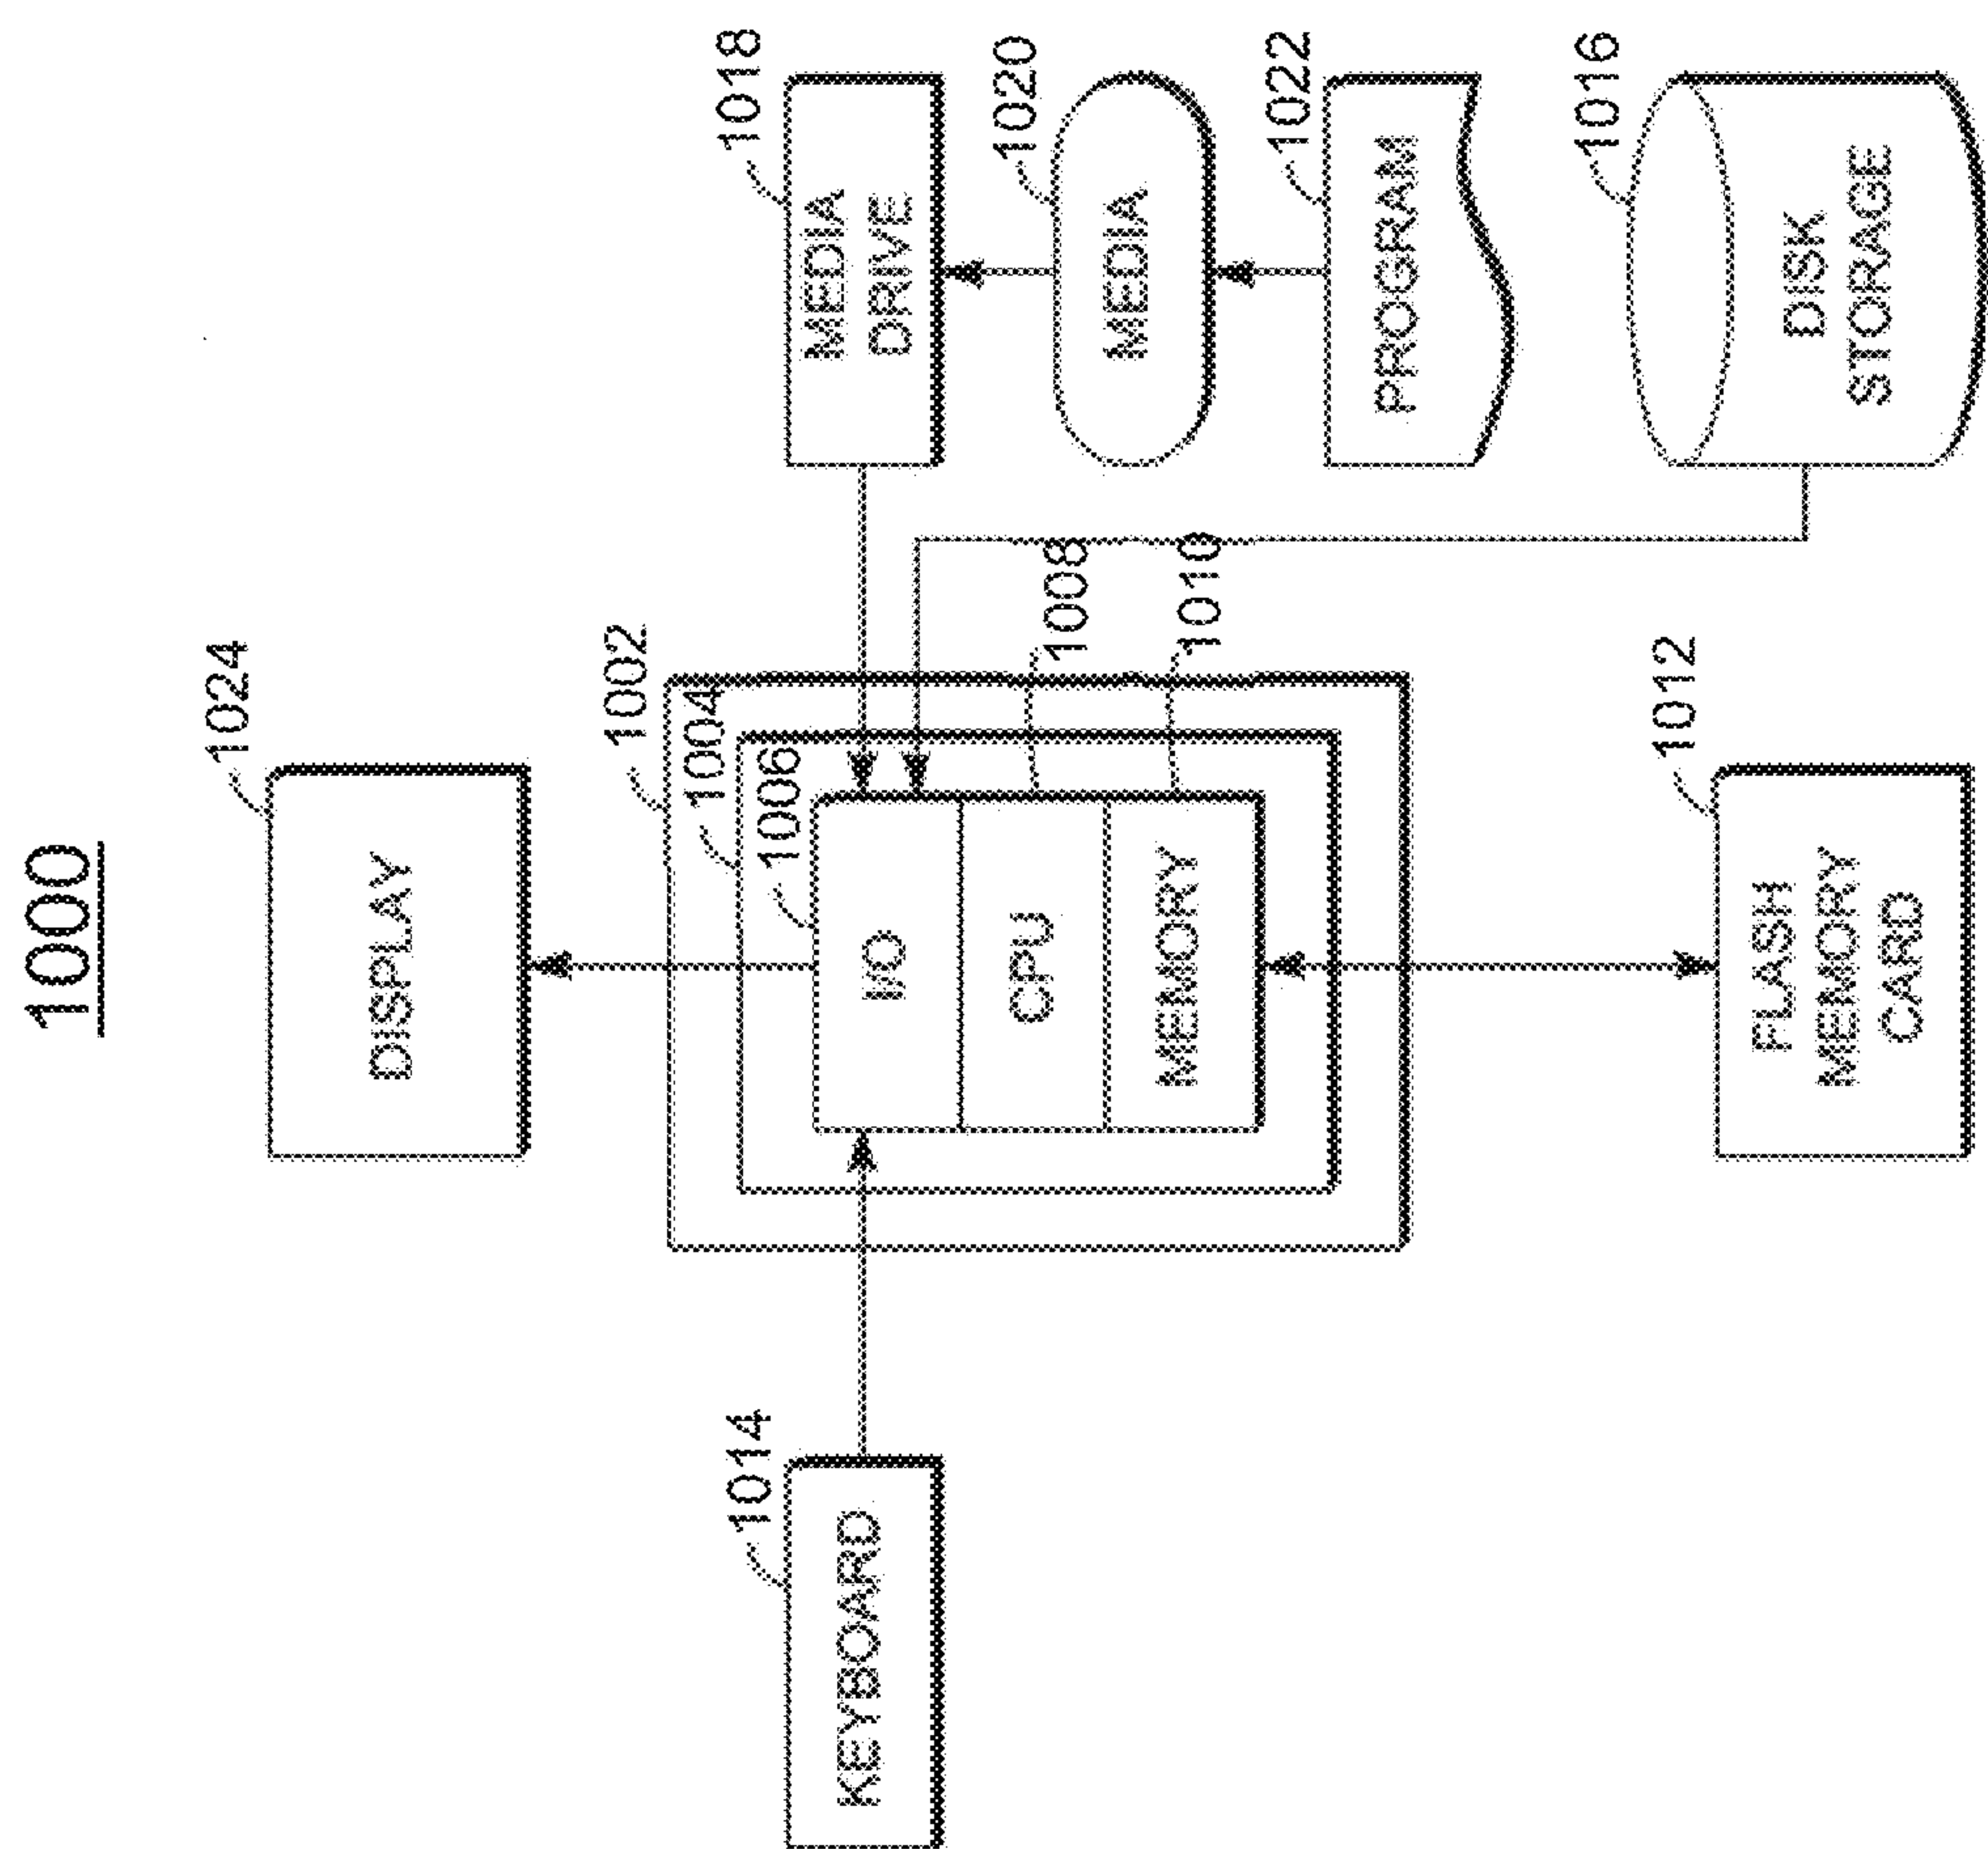 1000
1024
DISPLAY
1002
1004
1006
I/O
CPU
MEMORY
1008
1010
1014
KEYBOARD
1018
MEDIA
DRIVE
1020
MEDIA
1022
PROGRAM
1016
DISK
STORAGE
1012
FLASH
MEMORY
CARD